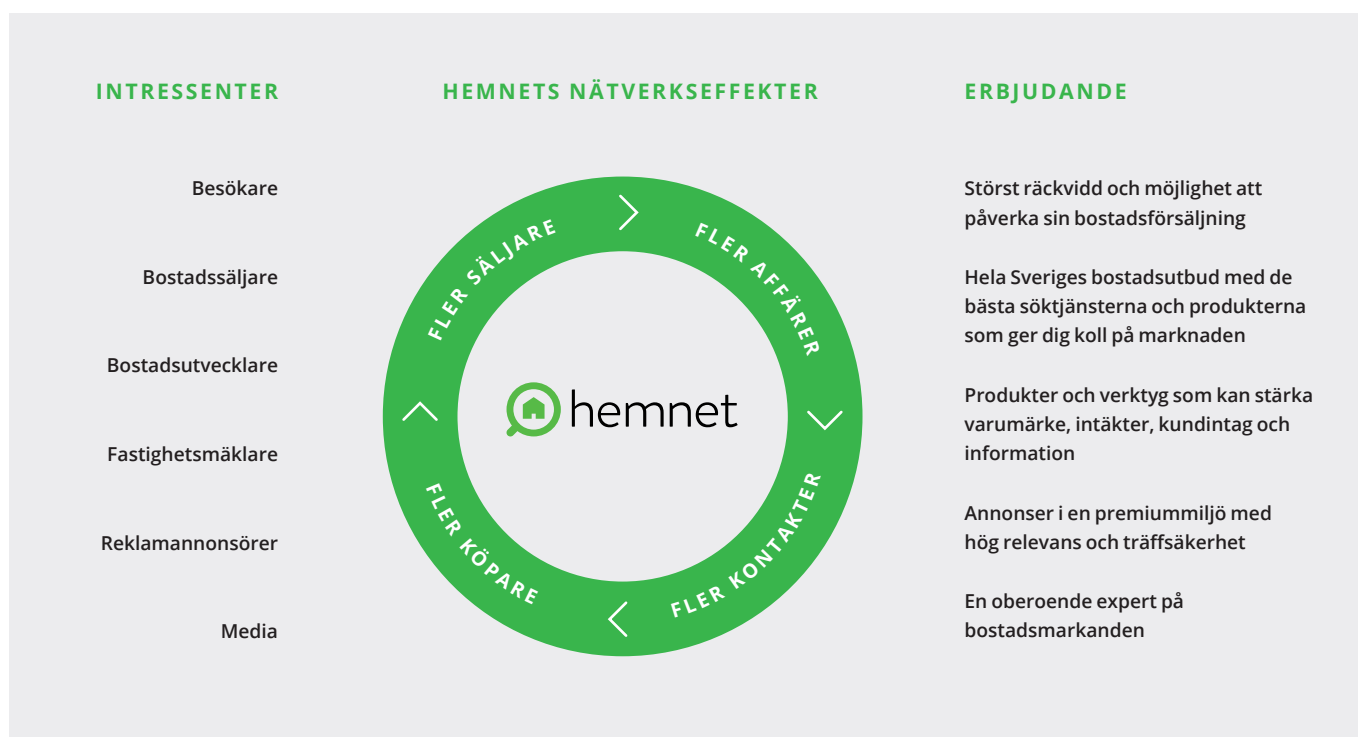 INTRESSENTER
Besökare
Bostadssäljare
Bostadsutvecklare
Fastighetsmäklare
Reklamannonsörer
Media
HEMNETS NÄTVERKSEFFEKTER
FLER SÄLJARE
FLER AFFÄRER
FLER KONTAKTER
FLER KÖPARE
hemnet
ERBJUDANDE
Störst räckvidd och möjlighet att
påverka sin bostadsförsäljning
Hela Sveriges bostadsutbud med de
bästa söktjänsterna och produkterna
som ger dig koll på marknaden
Produkter och verktyg som kan stärka
varumärke, intäkter, kundintag och
information
Annonser i en premiummiljö med
hög relevans och träffsäkerhet
En oberoende expert på
bostadsmarkanden